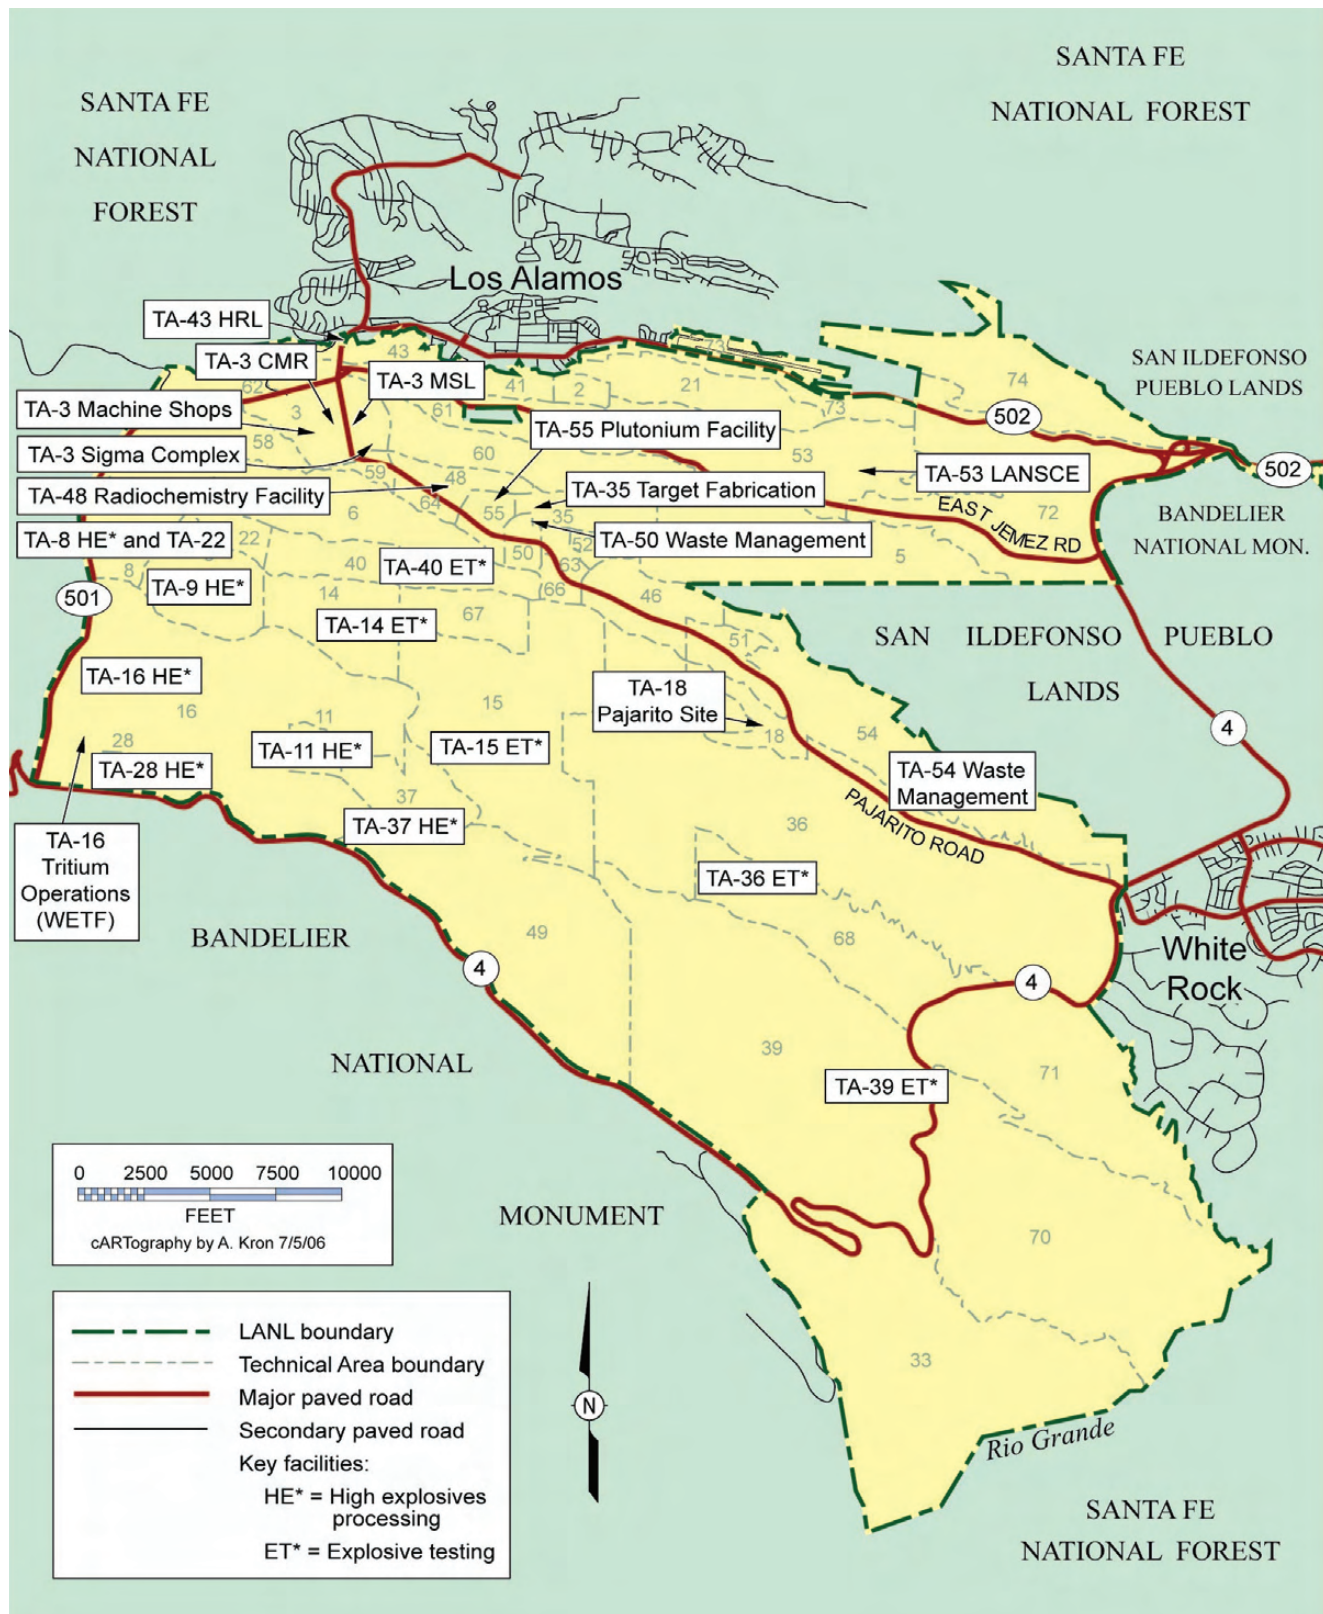 SANTA FE
NATIONAL FOREST
SANTA FE
NATIONAL
FOREST
Los Alamos
TA-43 HRL
73
43
SAN ILDEFONSO
PUEBLO LANDS
TA-3 CMR
TA-3 MSL
62
41
2
21
74
2
TA-3 Machine Shops
3
61
73
502
58
TA-55 Plutonium Facility
TA-3 Sigma Complex
60
53
502
59
TA-53 LANSCE
TA-48 Radiochemistry Facility
48
TA-35 Target Fabrication
64
55
35
EAST JEMEZ RD
72
6
BANDELIER
NATIONAL MON.
TA-8 HE* and TA-22
22
TA-50 Waste Management
52
50
5
8
40
TA-40 ET*
63
TA-9 HE*
14
66
46
501
67
TA-14 ET*
51
SAN ILDEFONSO PUEBLO
LANDS
TA-16 HE*
TA-18
Pajarito Site
15
16
11
18
54
4
28
TA-11 HE*
TA-15 ET*
TA-28 HE*
TA-54 Waste
Management
37
PAJARITO ROAD
TA-37 HE*
36
TA-16
Tritium
Operations
(WETF)
TA-36 ET*
BANDELIER
49
68
White
Rock
4
4
39
71
NATIONAL
TA-39 ET*
0 2500 5000 7500 10000
FEET
cARTography by A. Kron 7/5/06
MONUMENT
70
LANL boundary
Technical Area boundary
Major paved road
Secondary paved road
Key facilities:
HE* = High explosives
processing
ET* = Explosive testing
N
33
Rio Grande
SANTA FE
NATIONAL FOREST